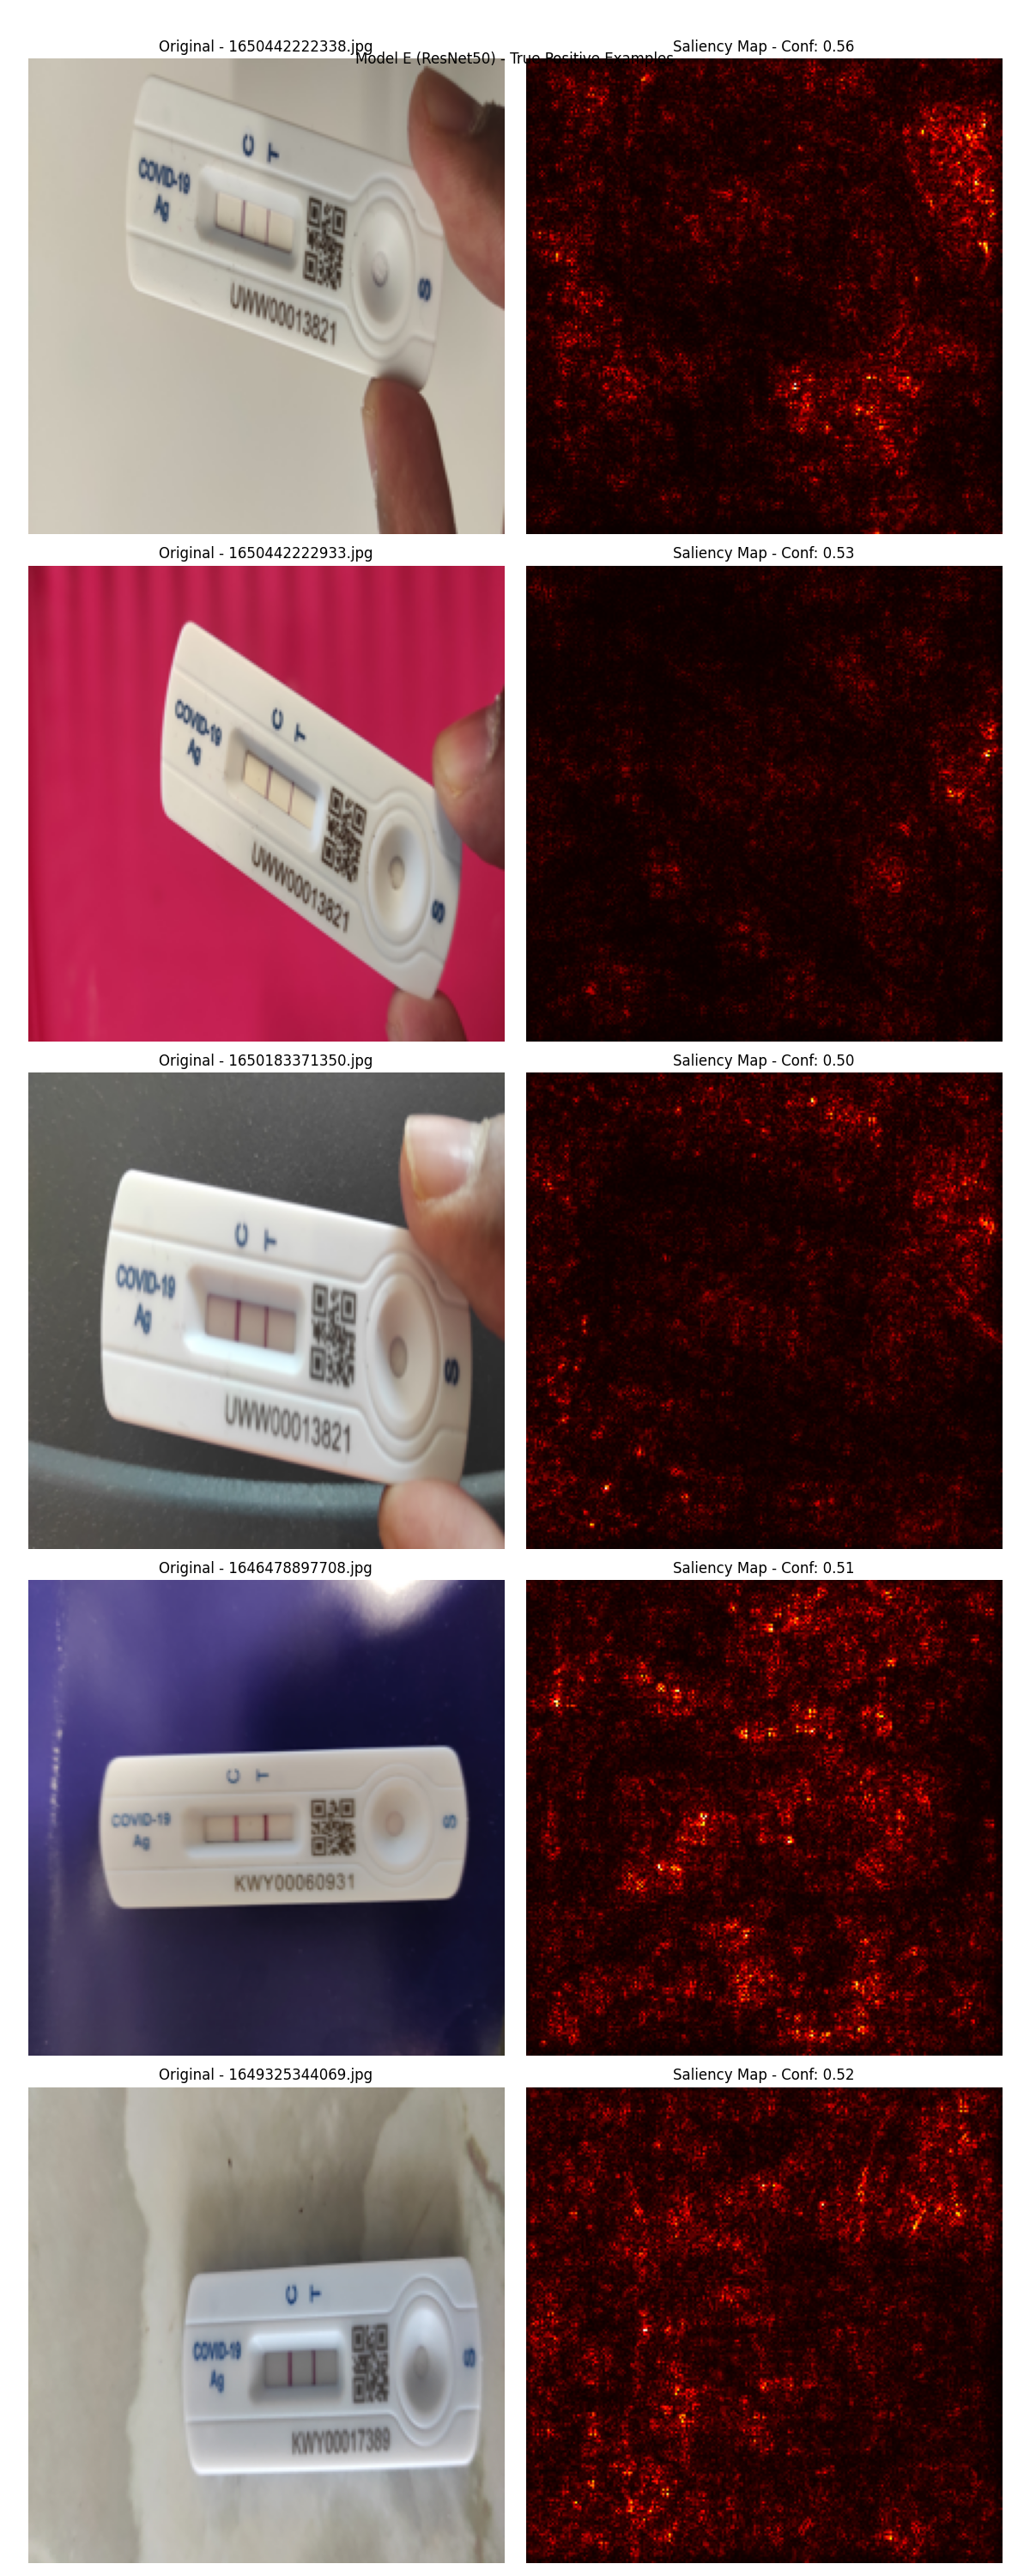 Original - 1650442222338.jpg
Saliency Map - Conf: 0.56
Model E (ResNet50) - True Positive Examples
C T
COVID-19
Ag
S
UWW00013821
Original - 1650442222933.jpg
Saliency Map - Conf: 0.53
C T
COVID-19
Ag
S
UWW00013821
Original - 1650183371350.jpg
Saliency Map - Conf: 0.50
C T
COVID-19
Ag
S
UWW00013821
Original - 1646478897708.jpg
Saliency Map - Conf: 0.51
C T
COVID-19
Ag
S
KWY00060931
Original - 1649325344069.jpg
Saliency Map - Conf: 0.52
C T
COVID-19
Ag
S
KWY00017389